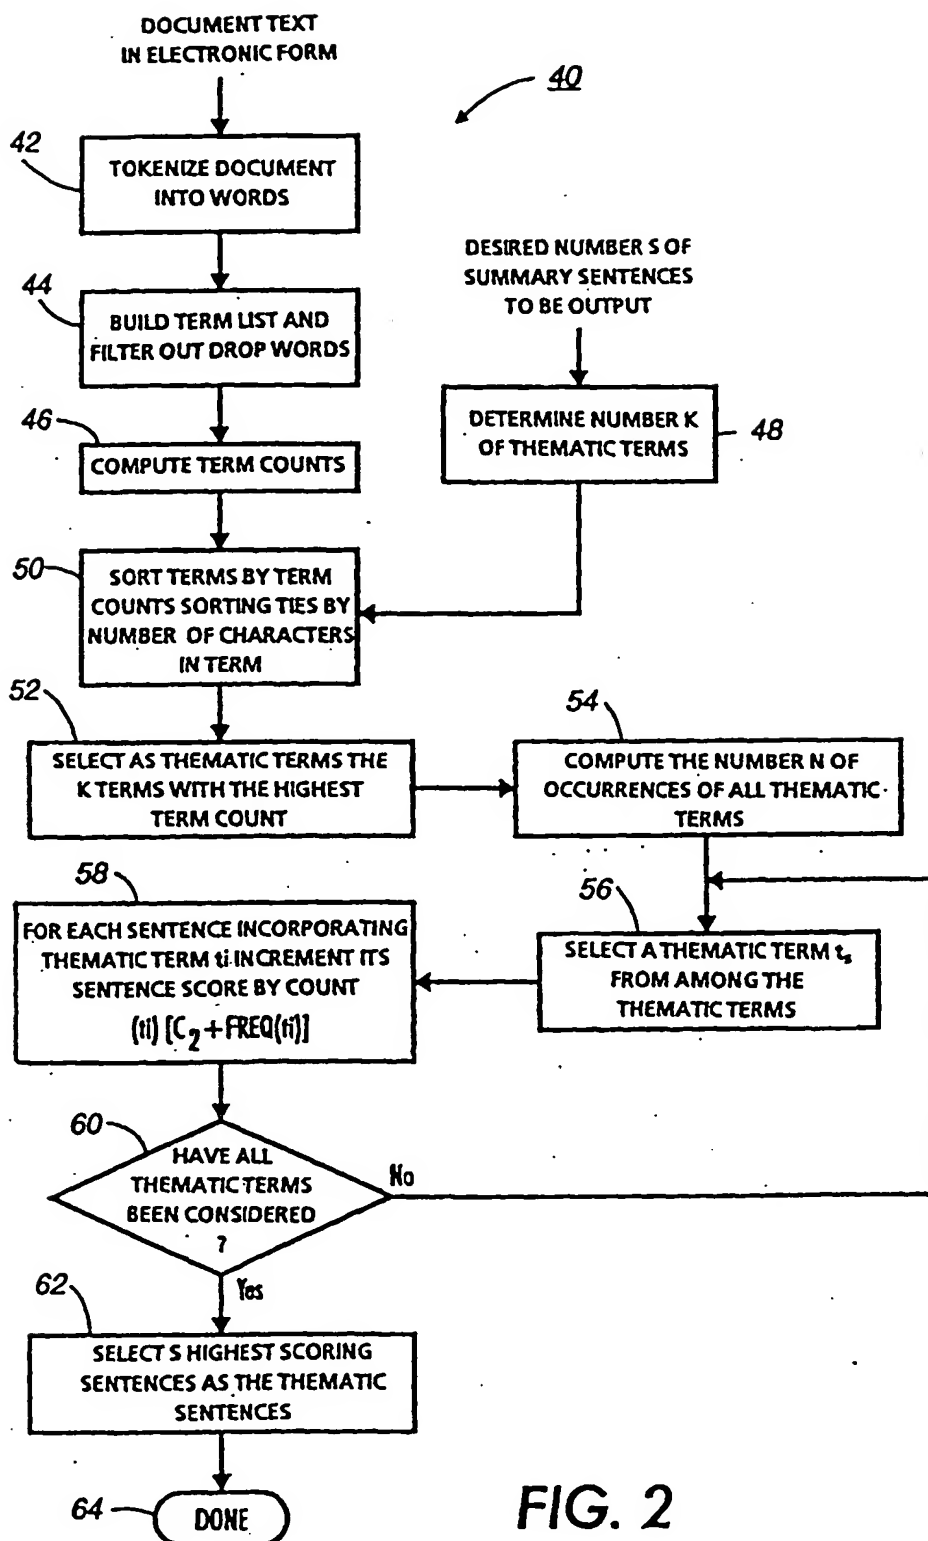 DOCUMENT TEXT
IN ELECTRONIC FORM
40
42
TOKENIZE DOCUMENT
INTO WORDS
DESIRED NUMBER S OF
SUMMARY SENTENCES
TO BE OUTPUT
44
BUILD TERM LIST AND
FILTER OUT DROP WORDS
46
COMPUTE TERM COUNTS
DETERMINE NUMBER K
OF THEMATIC TERMS
48
50
SORT TERMS BY TERM
COUNTS SORTING TIES BY
NUMBER OF CHARACTERS
IN TERM
52
SELECT AS THEMATIC TERMS THE
K TERMS WITH THE HIGHEST
TERM COUNT
54
COMPUTE THE NUMBER N OF
OCCURRENCES OF ALL THEMATIC
TERMS
56
SELECT A THEMATIC TERM ts
FROM AMONG THE
THEMATIC TERMS
58
FOR EACH SENTENCE INCORPORATING
THEMATIC TERM ti INCREMENT ITS
SENTENCE SCORE BY COUNT
(ti) [C2+FREQ(ti)]
60
HAVE ALL
THEMATIC TERMS
BEEN CONSIDERED
?
No
Yes
62
SELECT S HIGHEST SCORING
SENTENCES AS THE THEMATIC
SENTENCES
64
DONE
FIG. 2